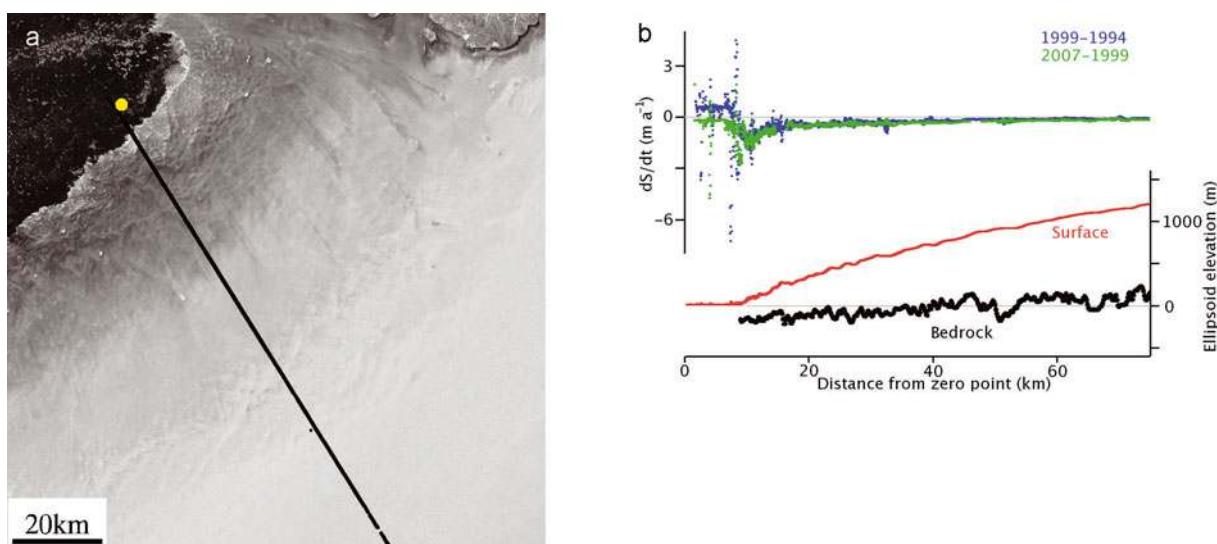 a
20km
b
1999–1994
2007–1999
3
0
−6
dS/dt (m a⁻¹)
1000
0
Ellipsoid elevation (m)
Surface
Bedrock
0
20
40
60
Distance from zero point (km)